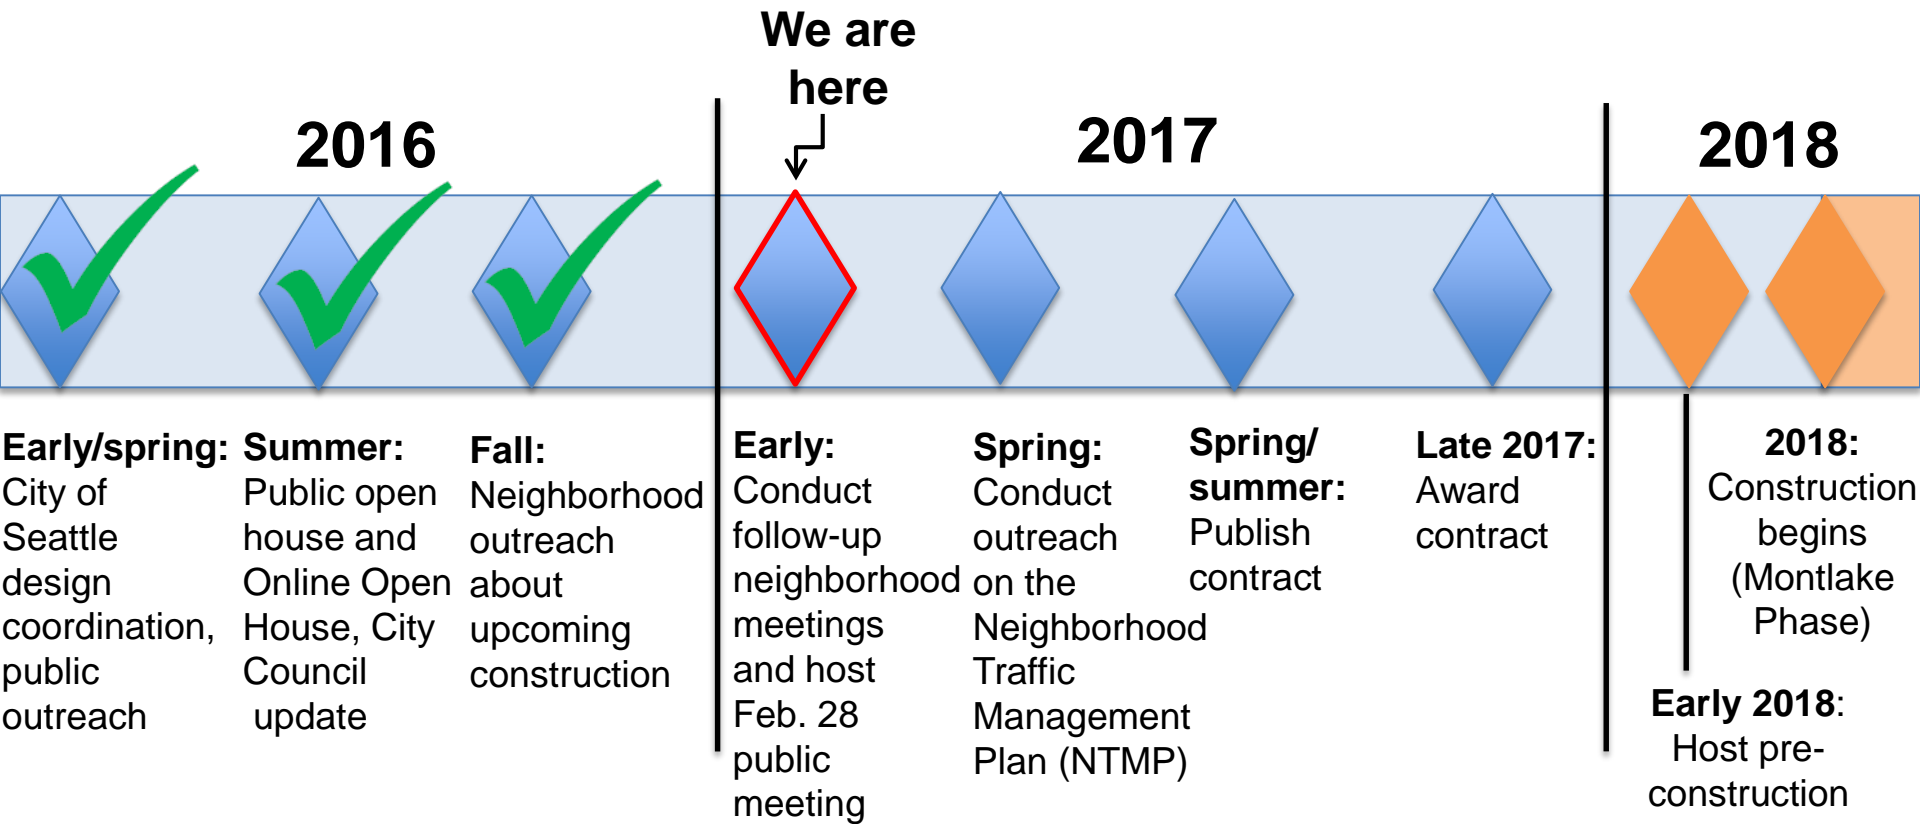 We are
here
2016
2017
2018
Early/spring:
City of
Seattle
design
coordination,
public
outreach
Summer:
Public open
house and
Online Open
House, City
Council
update
Fall:
Neighborhood
outreach
about
upcoming
construction
Early:
Conduct
follow-up
neighborhood
meetings
and host
Feb. 28
public
meeting
Spring:
Conduct
outreach
on the
Neighborhood
Traffic
Management
Plan (NTMP)
Spring/
summer:
Publish
contract
Late 2017:
Award
contract
2018:
Construction
begins
(Montlake
Phase)
Early 2018:
Host pre-
construction